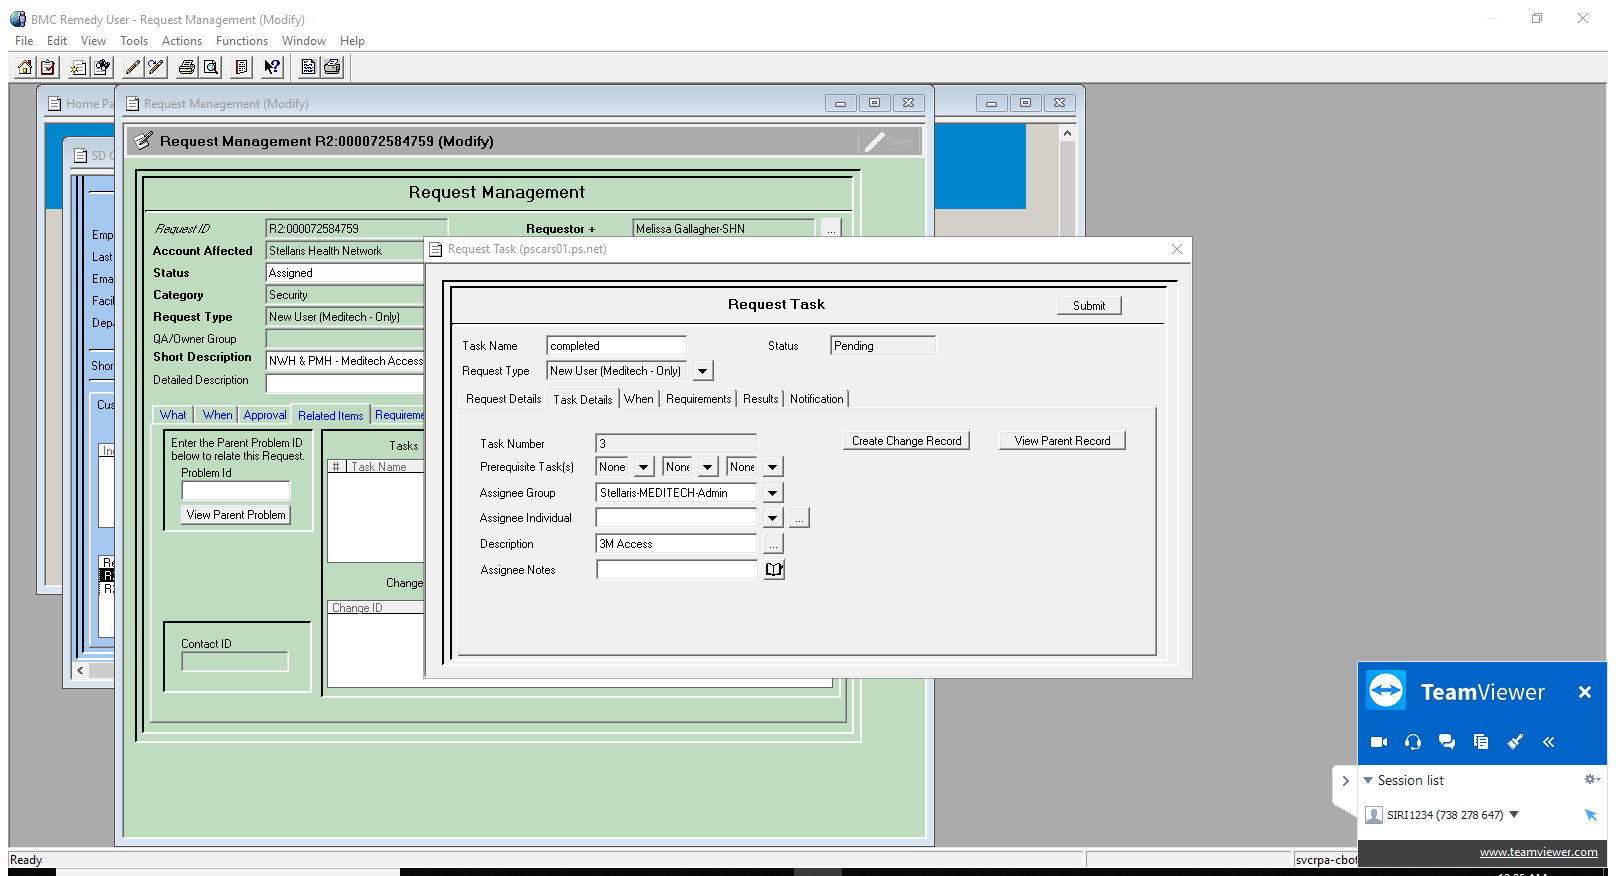 BMC Remedy User - Request Management (Modify)
File Edit View Tools Actions Functions Window Help
Home Pa
Request Management (Modify)
SD C
Request Management R2:000072584759 (Modify)
Save
Request Management
Request ID R2:000072584759 Requestor + Melissa Gallagher-SHN ...
Account Affected Stellaris Health Network
Status Assigned
Category Security
Request Type New User (Meditech - Only)
QA/Owner Group
Short Description NWH & PMH - Meditech Access
Detailed Description
What When Approval Related Items Requireme
Enter the Parent Problem ID
below to relate this Request.
Problem Id
View Parent Problem
Tasks
# Task Name
Change
Change ID
Contact ID
Emp
Last
Ema
Facil
Depa
Shor
Cus
In
Re
R
R
Request Task (pscars01.ps.net)
Request Task
Submit
Task Name completed Status Pending
Request Type New User (Meditech - Only)
Request Details Task Details When Requirements Results Notification
Task Number 3 Create Change Record View Parent Record
Prerequisite Task(s) None None None
Assignee Group Stellaris-MEDITECH-Admin
Assignee Individual ...
Description 3M Access ...
Assignee Notes
TeamViewer
Session list
SIRI1234 (738 278 647)
www.teamviewer.com
Ready
svcrpa-cbot